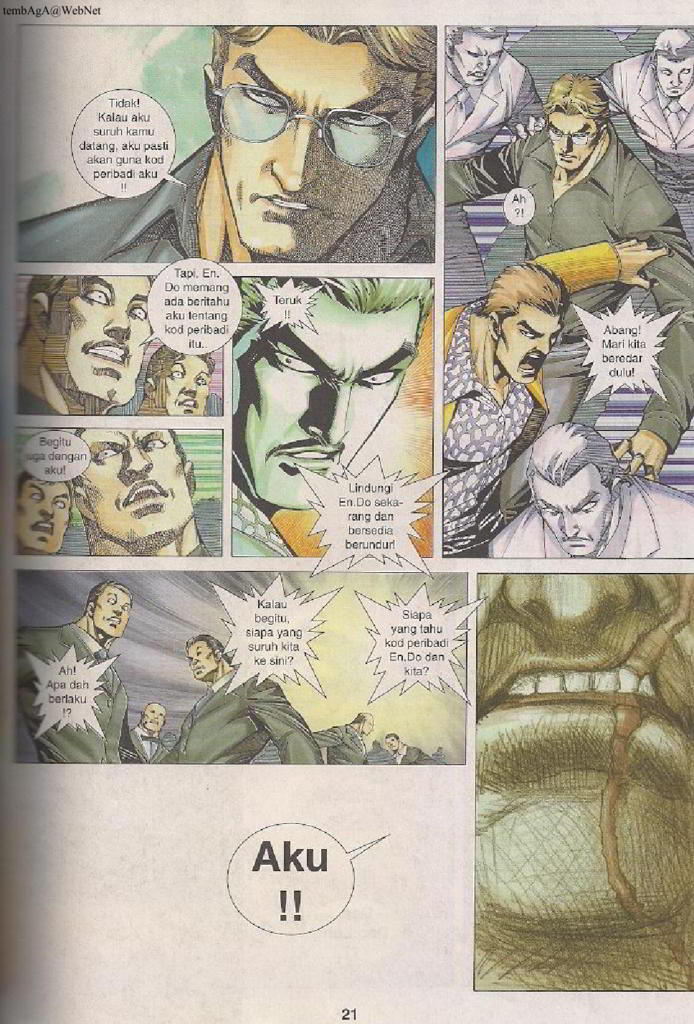 tembAgA@WebNet
Tidak!
Kalau aku
suruh kamu
datang, aku pasti
akan guna kod
peribadi aku
!!
Tapi, En.
Do memang
ada beritahu
aku tentang
kod peribadi
itu..
Begitu
juga dengan
aku!
Teruk
!!
Lindungi
En.Do seka-
rang dan
bersedia
berundur!
Ah
?!
Abang!
Mari kita
beredar
dulu!
Ah!
Apa dah
berlaku
!?
Kalau
begitu,
siapa yang
suruh kita
ke sini?
Siapa
yang tahu
kod peribadi
En.Do dan
kita?
Aku
!!
21